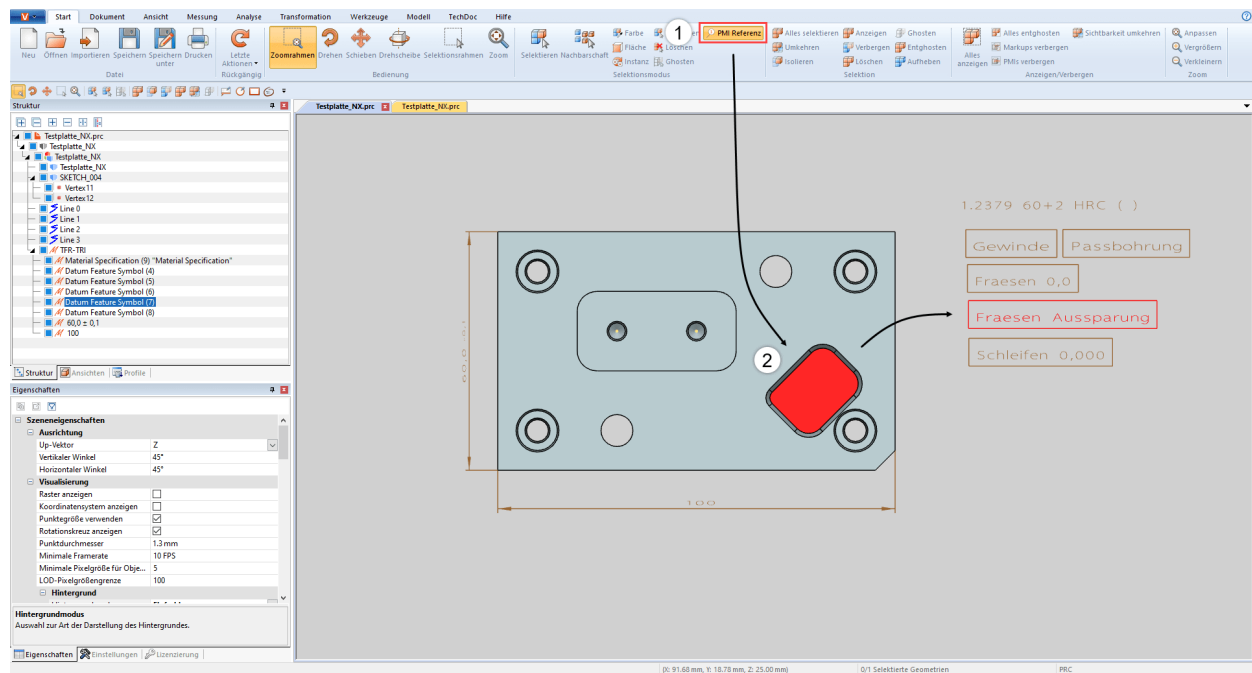 Start Dokument Ansicht Messung Analyse Transformation Werkzeuge Modell TechDoc Hilfe
Neu Öffnen Importieren Speichern Speichern unter Drucken
Letzte Aktionen
Zoomrahmen Drehen Schieben Drehscheibe Selektionsrahmen Zoom
Selektieren Nachbarschaft
Farbe
Fläche Löschen
Instanz Ghosten
1
PMI Referenz
Alles selektieren Anzeigen Ghosten
Umkehren Verbergen Entghosten
Isolieren Löschen Aufheben
Alles anzeigen
Alles entghosten Sichtbarkeit umkehren
Markups verbergen
PMIs verbergen
Anpassen
Vergrößern
Verkleinern
Datei Rückgängig Bedienung Selektionsmodus Selektion Anzeigen/Verbergen Zoom
Struktur
Testplatte_NX.prc
Testplatte_NX
Testplatte_NX
Testplatte_NX
SKETCH_004
Vertex11
Vertex12
Line 0
Line 1
Line 2
Line 3
TFR-TRI
Material Specification (9) "Material Specification"
Datum Feature Symbol (4)
Datum Feature Symbol (5)
Datum Feature Symbol (6)
Datum Feature Symbol (7)
Datum Feature Symbol (8)
60,0 ± 0,1
100
Struktur Ansichten Profile
Eigenschaften
Szeneneigenschaften
Ausrichtung
Up-Vektor Z
Vertikaler Winkel 45°
Horizontaler Winkel 45°
Visualisierung
Raster anzeigen
Koordinatensystem anzeigen
Punktegröße verwenden
Rotationskreuz anzeigen
Punktdurchmesser 1.3 mm
Minimale Framerate 10 FPS
Minimale Pixelgröße für Obje... 5
LOD-Pixelgrößengrenze 100
Hintergrund
Hintergrundmodus
Auswahl zur Art der Darstellung des Hintergrundes.
Eigenschaften Einstellungen Lizenzierung
Testplatte_NX.prc Testplatte_NX.prc
1.2379 60+2 HRC ( )
Gewinde Passbohrung
Fraesen 0,0
Fraesen Aussparung
Schleifen 0,000
2
100
(X: 91.68 mm, Y: 18.78 mm, Z: 25.00 mm) 0/1 Selektierte Geometrien PRC